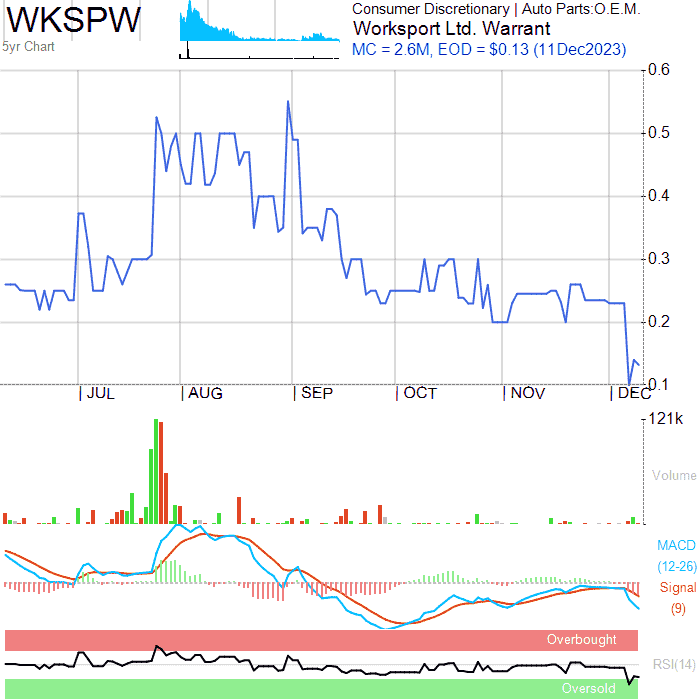 WKSPW
5yr Chart
Consumer Discretionary | Auto Parts:O.E.M.
Worksport Ltd. Warrant
MC = 2.6M, EOD = $0.13 (11Dec2023)
0.6
0.5
0.4
0.3
0.2
0.1
JUL AUG SEP OCT NOV DEC
121k
Volume
MACD
(12-26)
Signal
(9)
Overbought
RSI(14)
Oversold